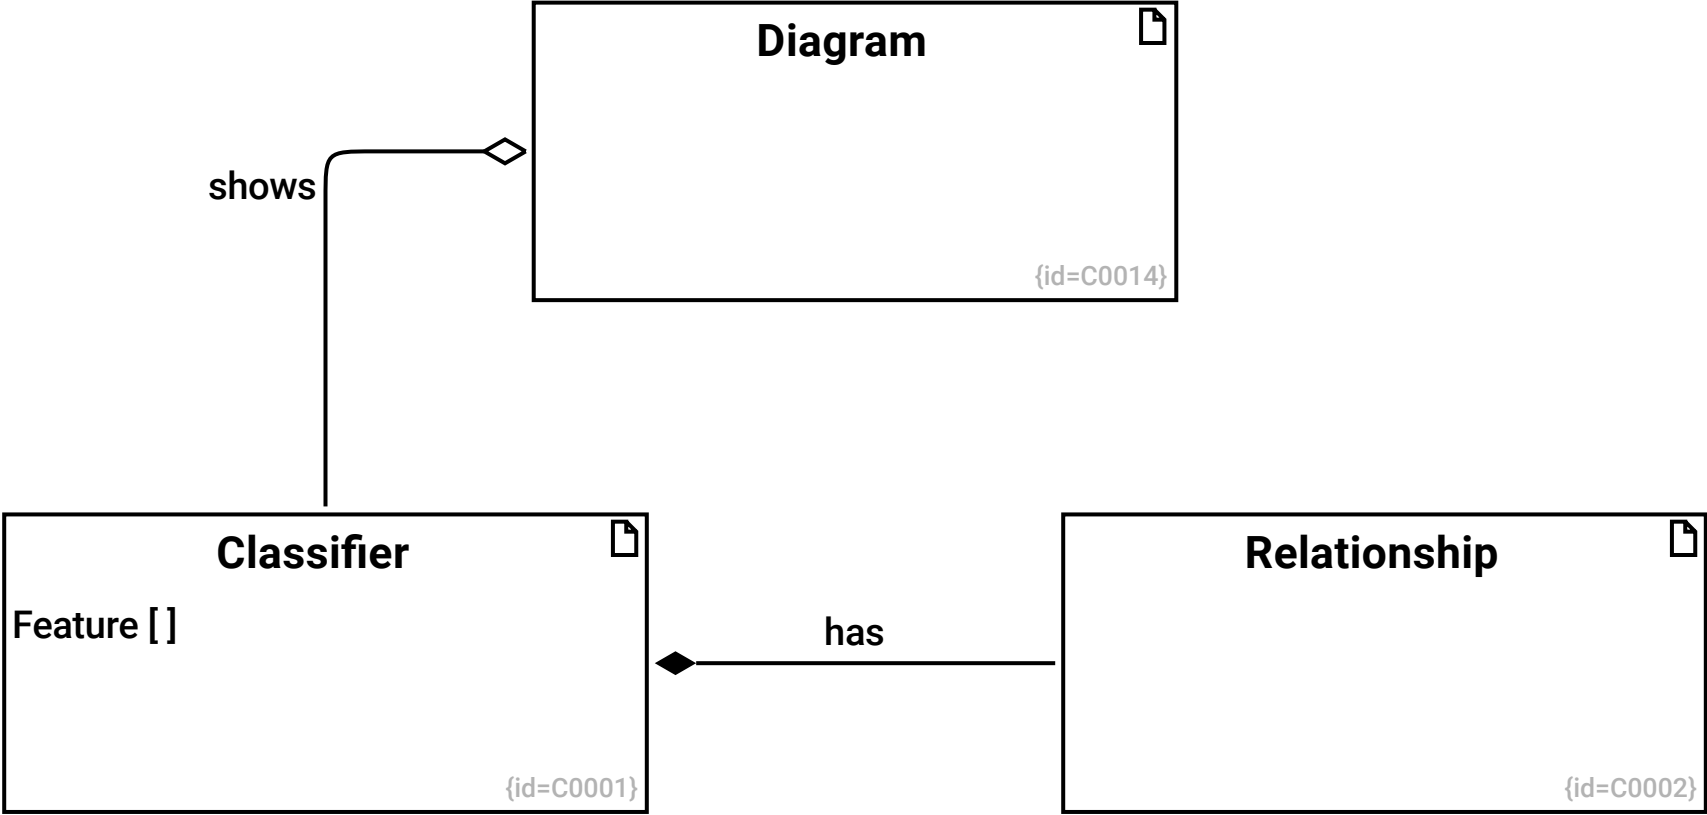 Diagram
{id=C0014}
shows
Classifier
Feature [ ]
{id=C0001}
has
Relationship
{id=C0002}